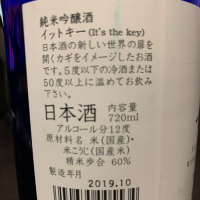 純米吟醸酒
イットキー(It's the key)
日本酒の新しい世界の扉を
開くカギをイメージしたお酒
です。5度以下の冷酒または
50度以上に温めてお飲み
下さい。
日本酒 内容量
720ml
アルコール分12度
原材料名 米(国産)・
米こうじ(国産米)
精米歩合 60%
製造年月
2019.10